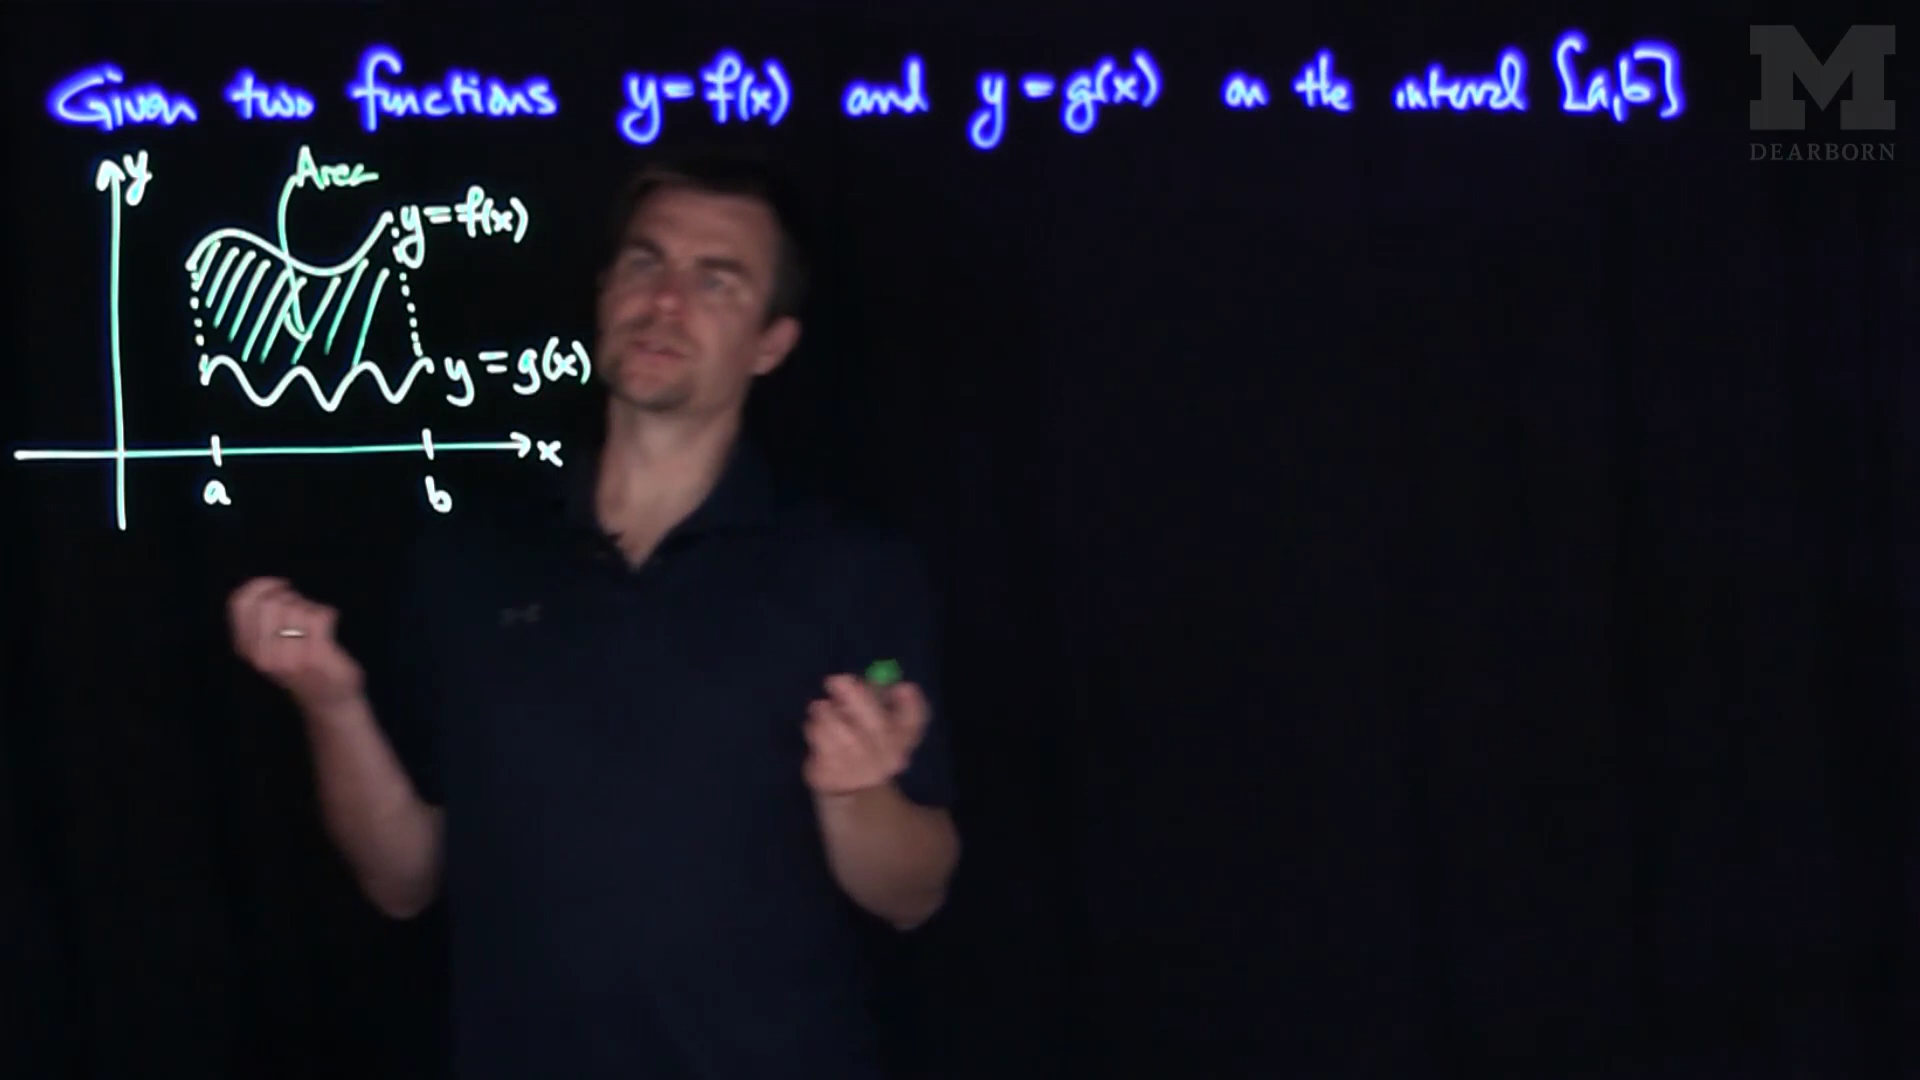 Given two functions y=f(x) and y=g(x) on the interval [a,b]
M
DEARBORN
y
Area
y=f(x)
y=g(x)
x
a
b